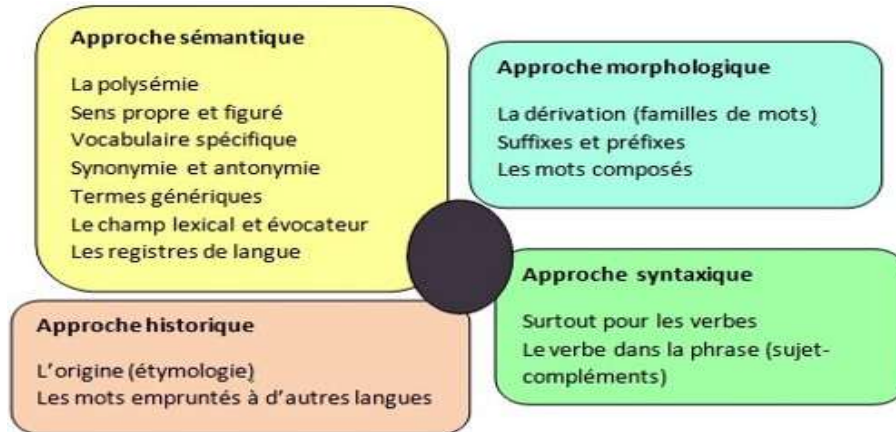 Approche sémantique
La polysémie
Sens propre et figuré
Vocabulaire spécifique
Synonymie et antonymie
Termes génériques
Le champ lexical et évocateur
Les registres de langue
Approche morphologique
La dérivation (familles de mots)
Suffixes et préfixes
Les mots composés
Approche historique
L'origine (étymologie)
Les mots empruntés à d'autres langues
Approche syntaxique
Surtout pour les verbes
Le verbe dans la phrase (sujet-
compléments)